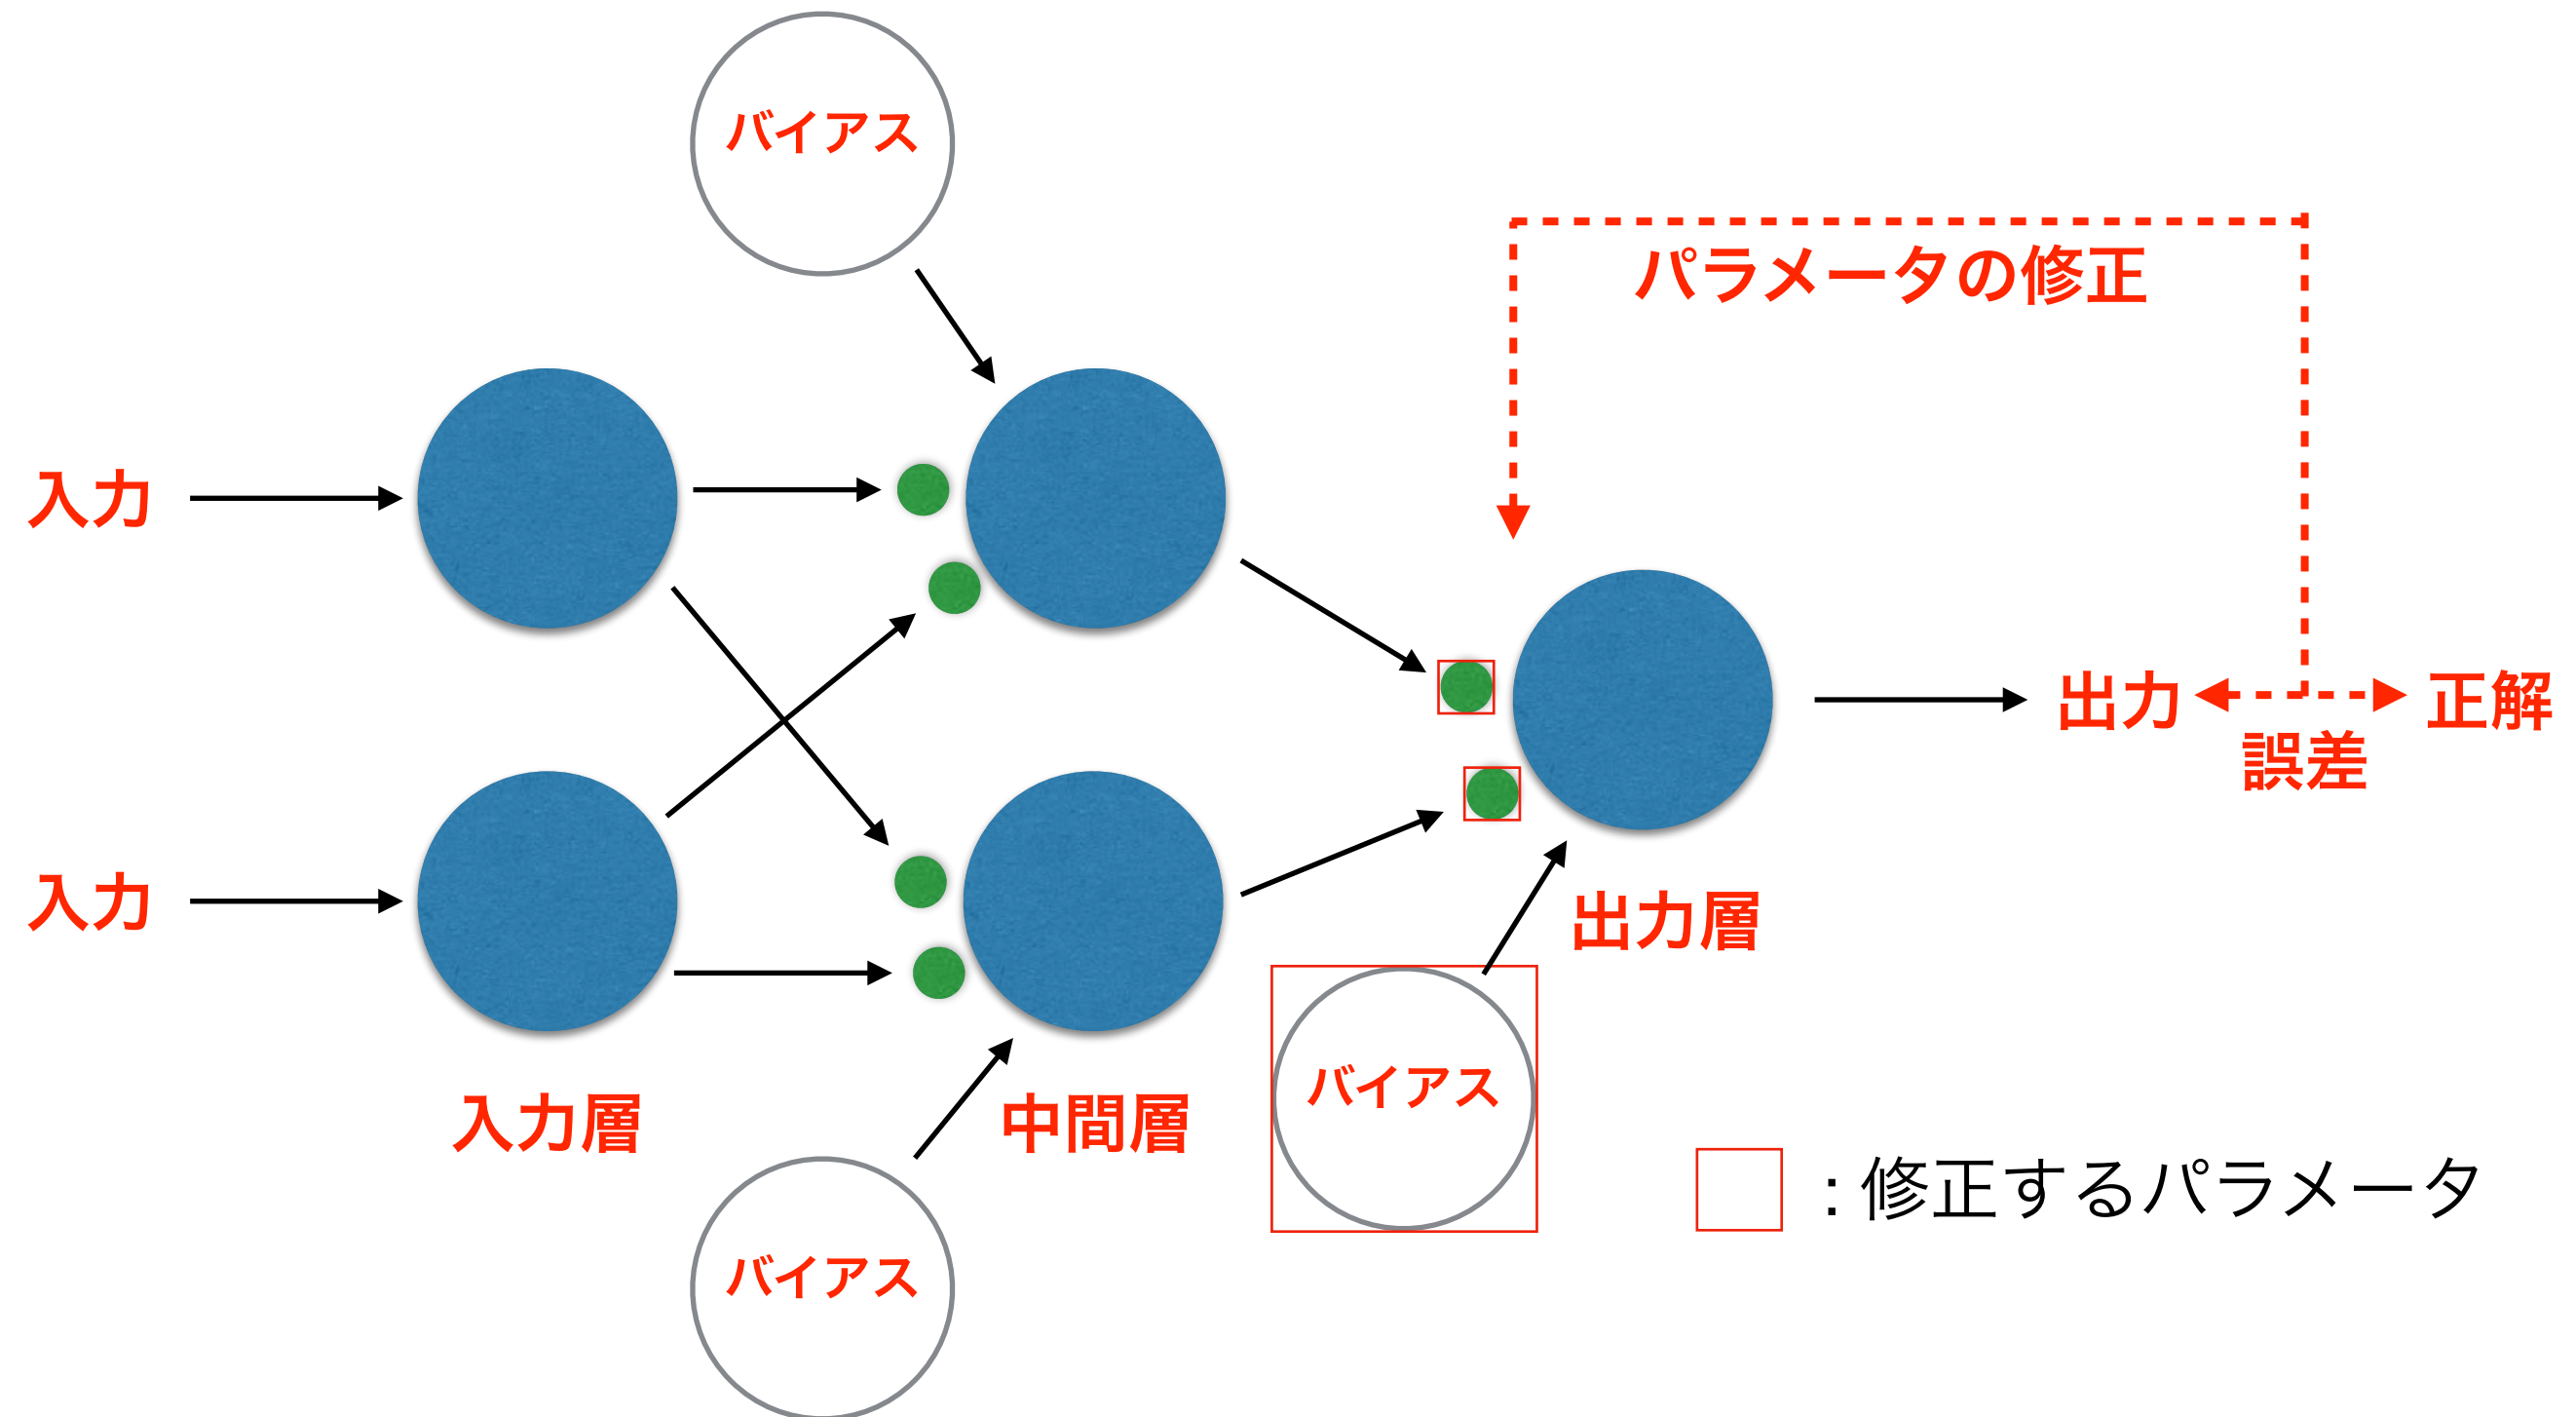 バイアス
パラメータの修正
入力
出力
正解
誤差
入力
出力層
バイアス
入力層
中間層
: 修正するパラメータ
バイアス